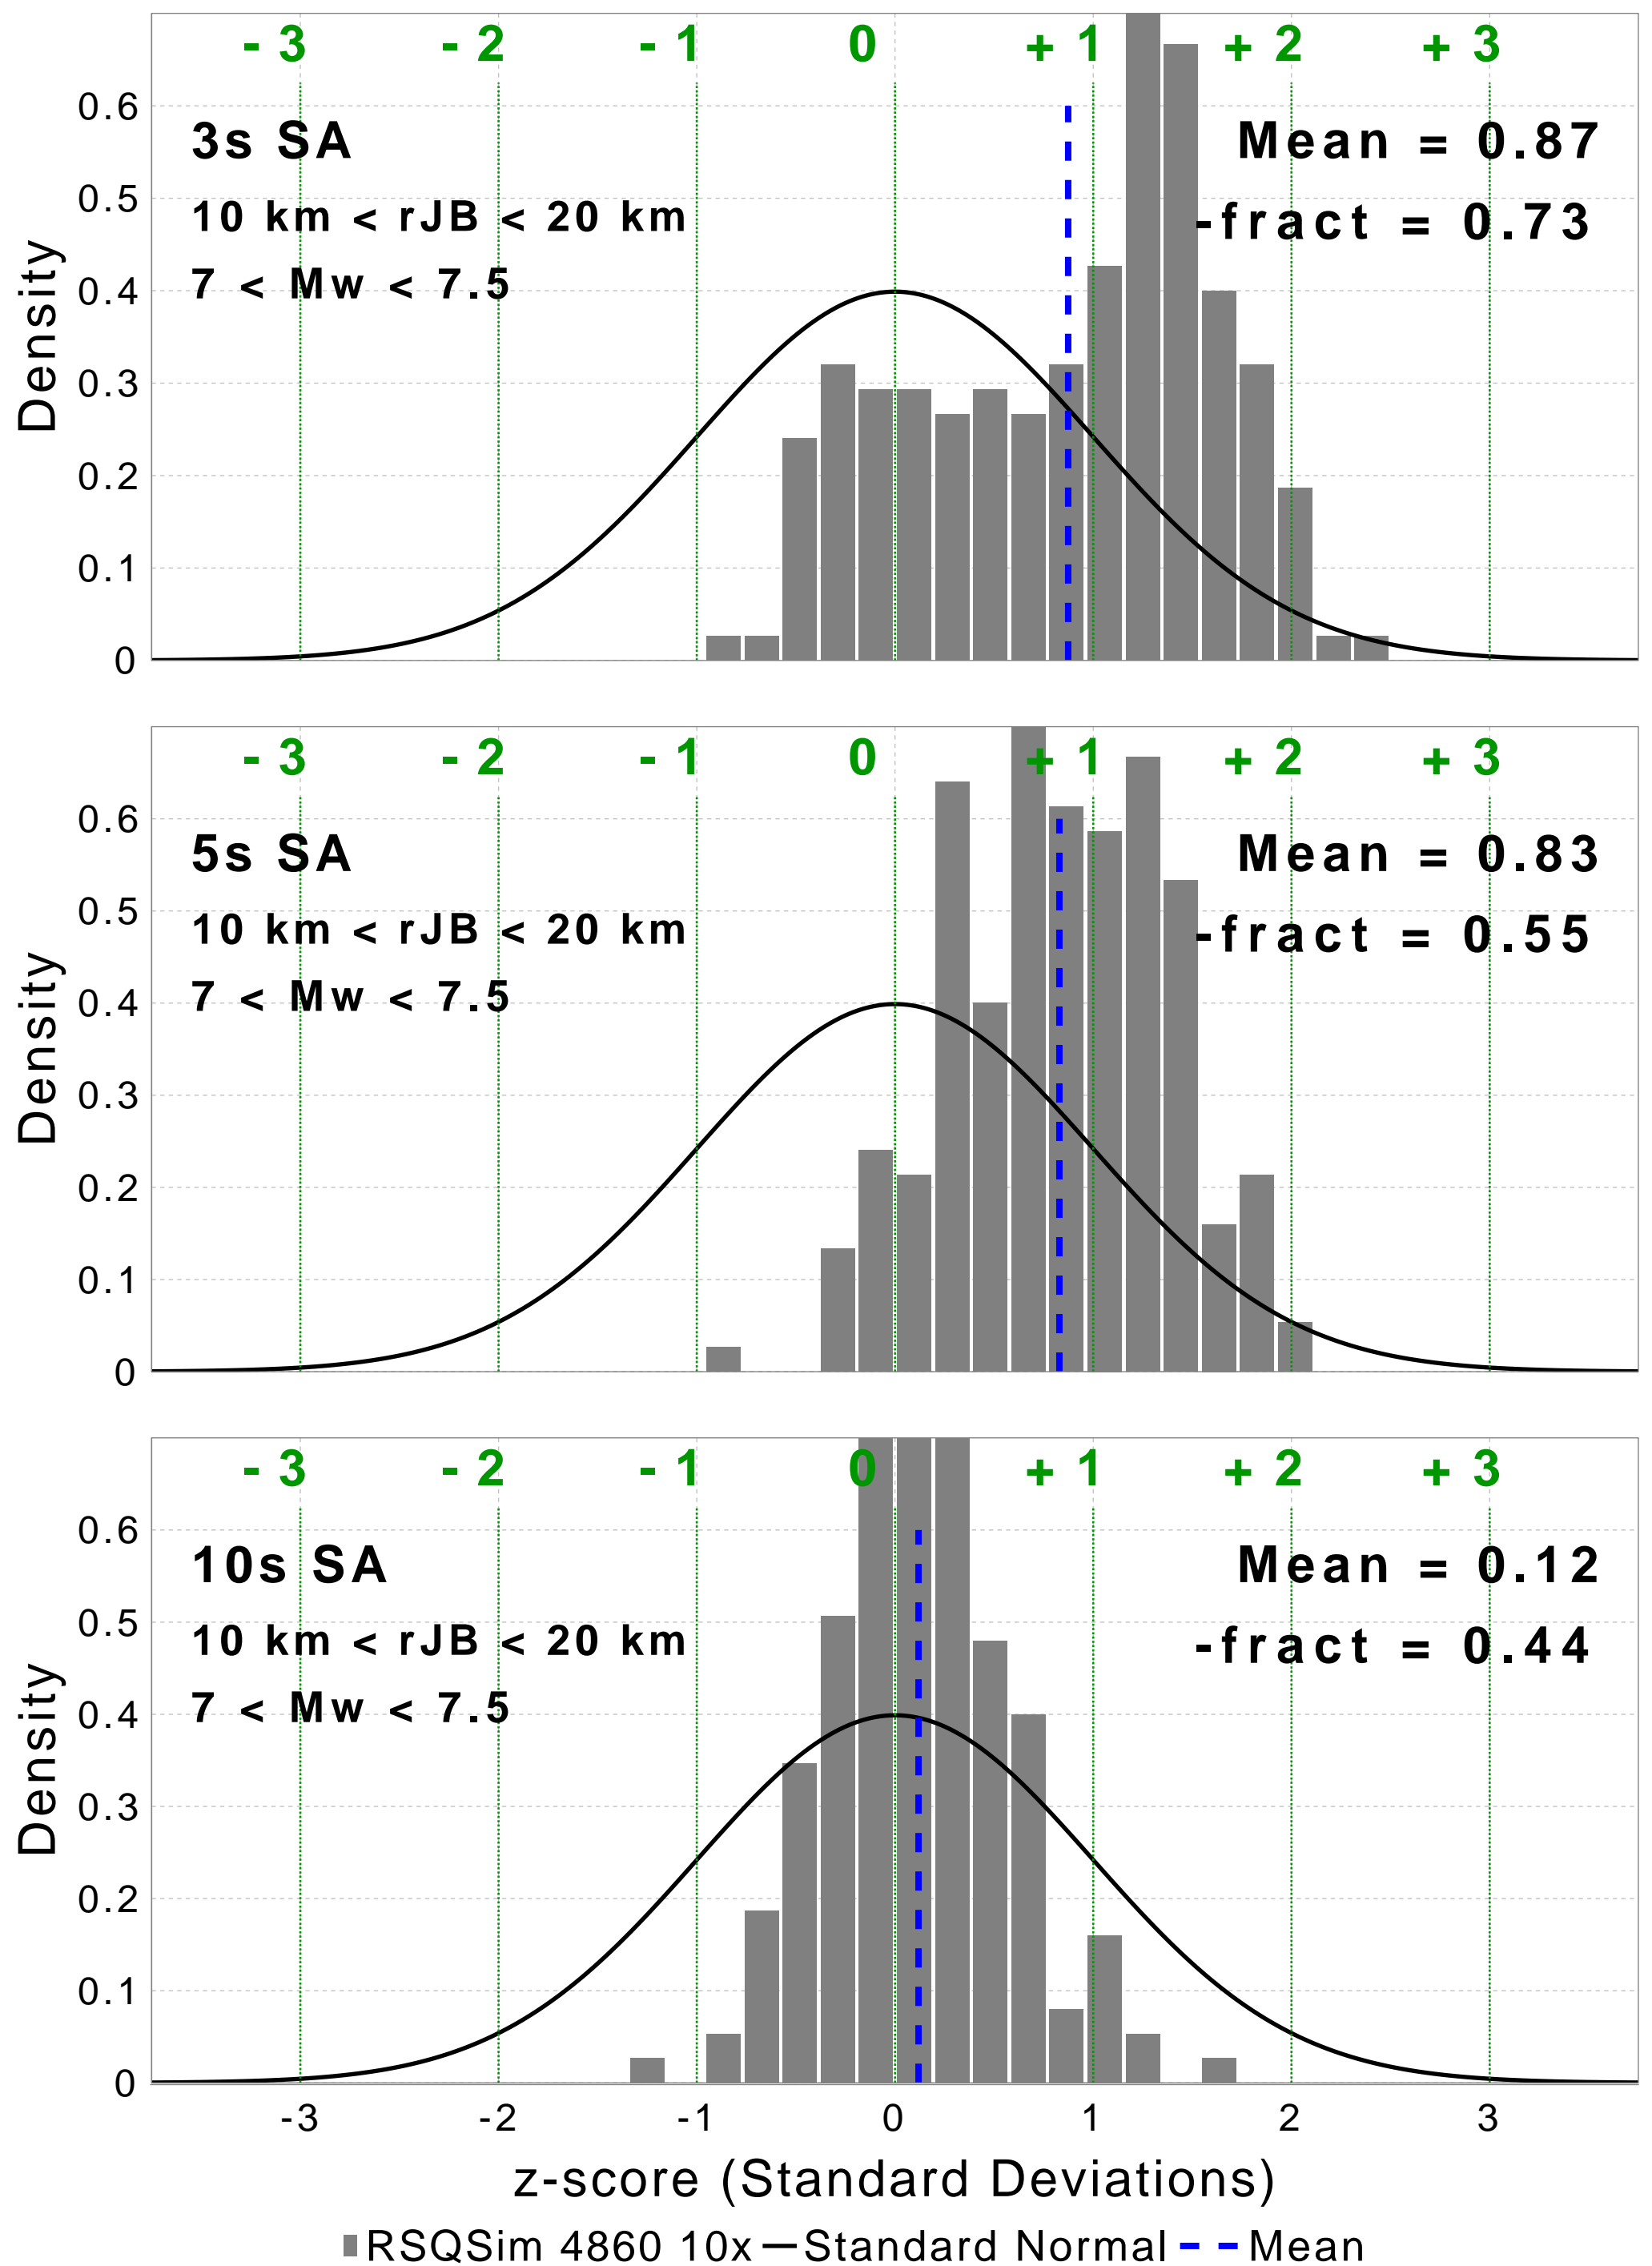 - 3 - 2 - 1 0 + 1 + 2 + 3
3s SA
10 km < rJB < 20 km
7 < Mw < 7.5
Mean = 0.87
-fract = 0.73
Density
0.6
0.5
0.4
0.3
0.2
0.1
0
- 3 - 2 - 1 0 + 1 + 2 + 3
5s SA
10 km < rJB < 20 km
7 < Mw < 7.5
Mean = 0.83
-fract = 0.55
Density
0.6
0.5
0.4
0.3
0.2
0.1
0
- 3 - 2 - 1 0 + 1 + 2 + 3
10s SA
10 km < rJB < 20 km
7 < Mw < 7.5
Mean = 0.12
-fract = 0.44
Density
0.6
0.5
0.4
0.3
0.2
0.1
0
-3 -2 -1 0 1 2 3
z-score (Standard Deviations)
RSQSim 4860 10x Standard Normal Mean